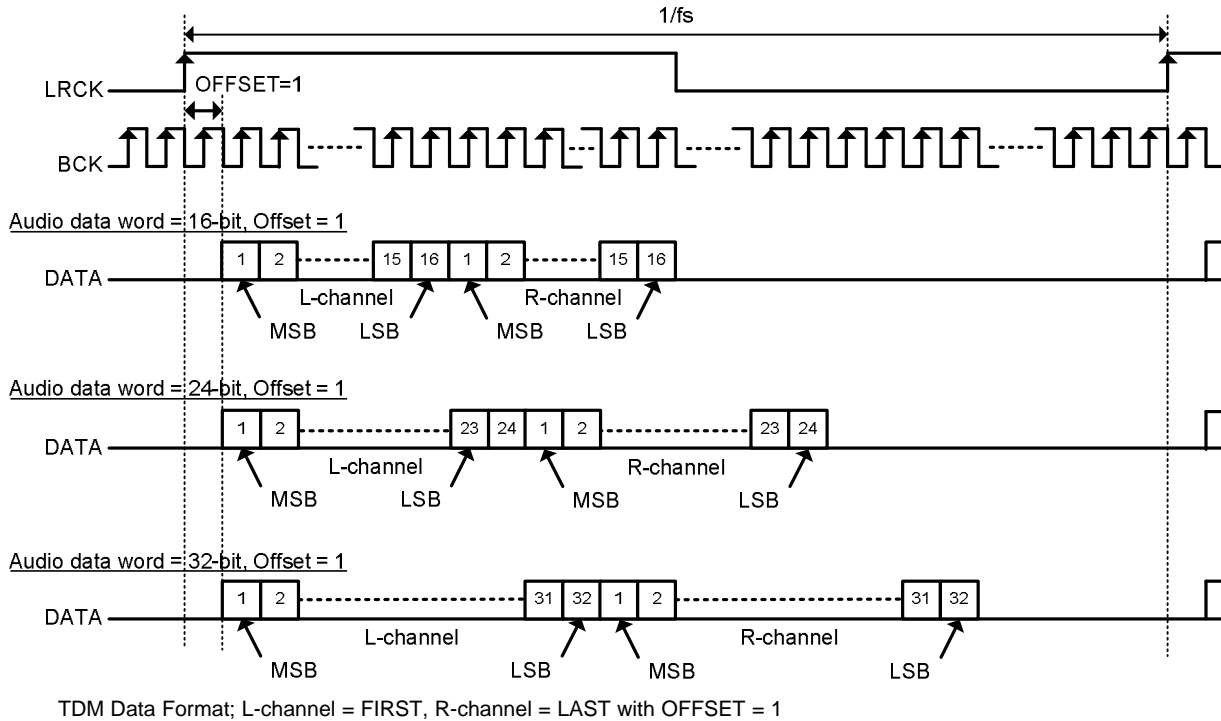 1/fs
LRCK
OFFSET=1
BCK
Audio data word = 16-bit, Offset = 1
DATA
1 2 15 16 1 2 15 16
L-channel R-channel
MSB LSB MSB LSB
Audio data word = 24-bit, Offset = 1
DATA
1 2 23 24 1 2 23 24
L-channel R-channel
MSB LSB MSB LSB
Audio data word = 32-bit, Offset = 1
DATA
1 2 31 32 1 2 31 32
L-channel R-channel
MSB LSB MSB LSB
TDM Data Format; L-channel = FIRST, R-channel = LAST with OFFSET = 1